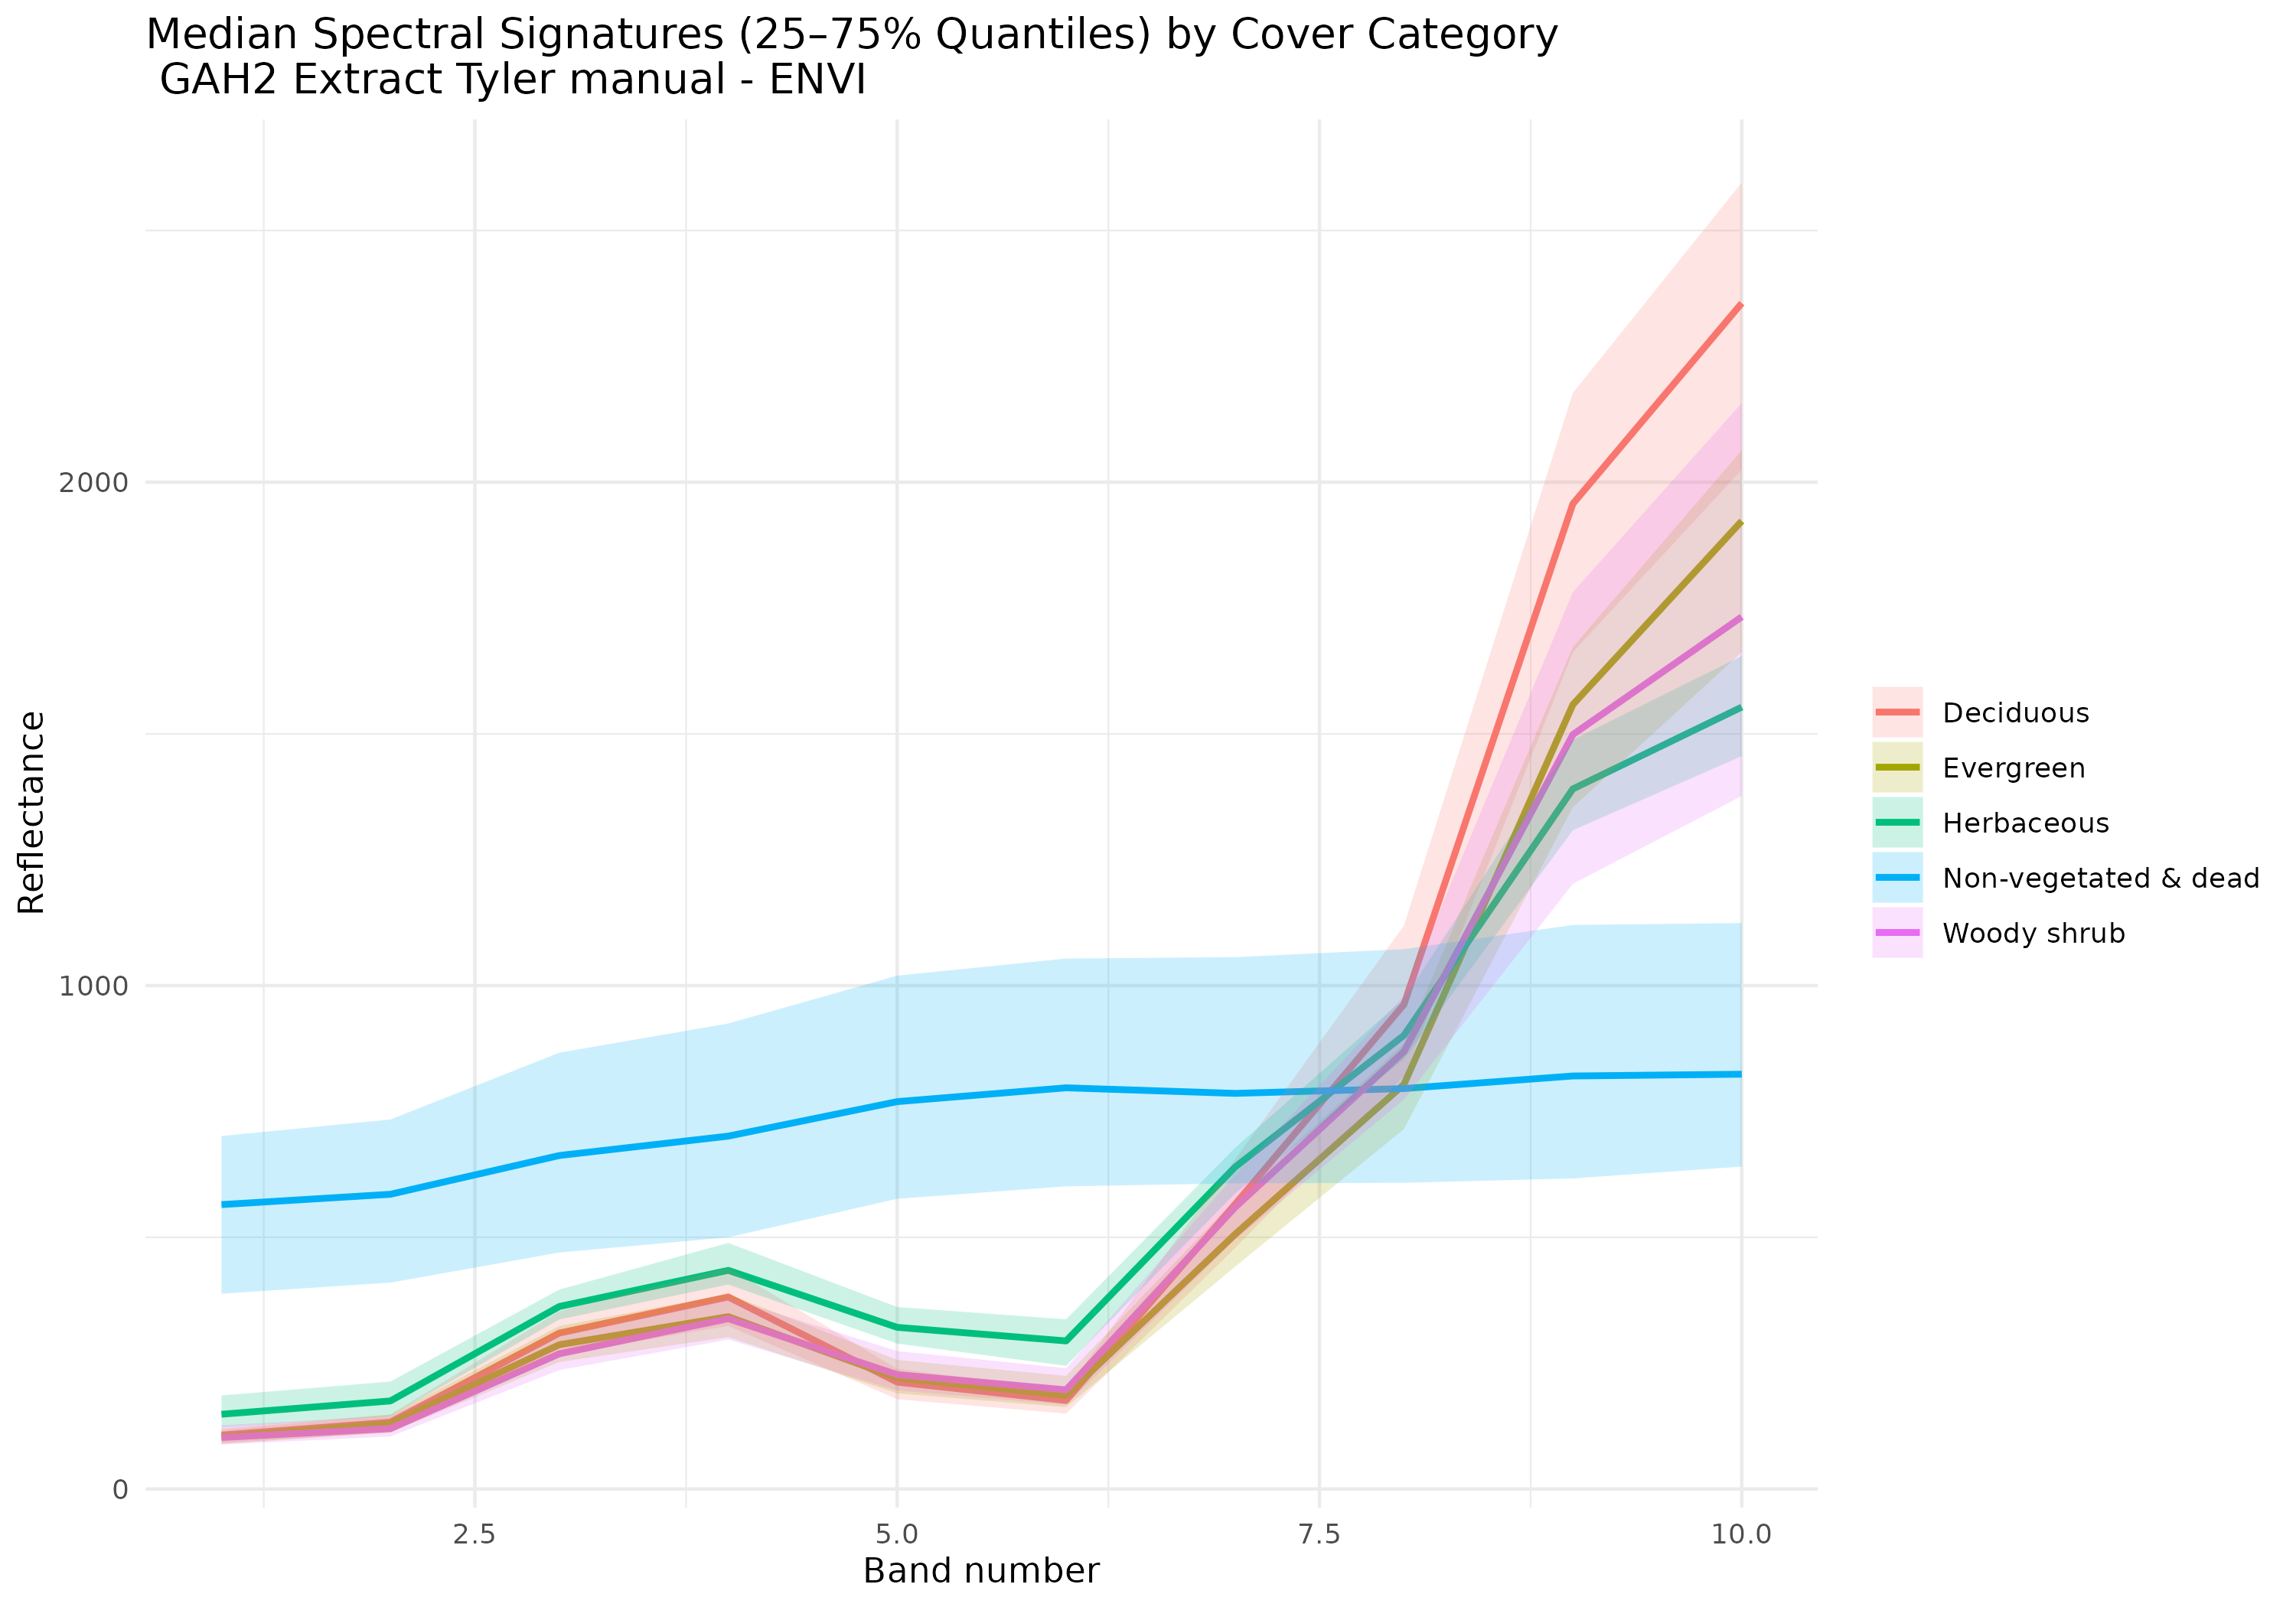 Median Spectral Signatures (25–75% Quantiles) by Cover Category
GAH2 Extract Tyler manual - ENVI
Reflectance
2000
1000
0
2.5
5.0
7.5
10.0
Band number
Deciduous
Evergreen
Herbaceous
Non-vegetated & dead
Woody shrub